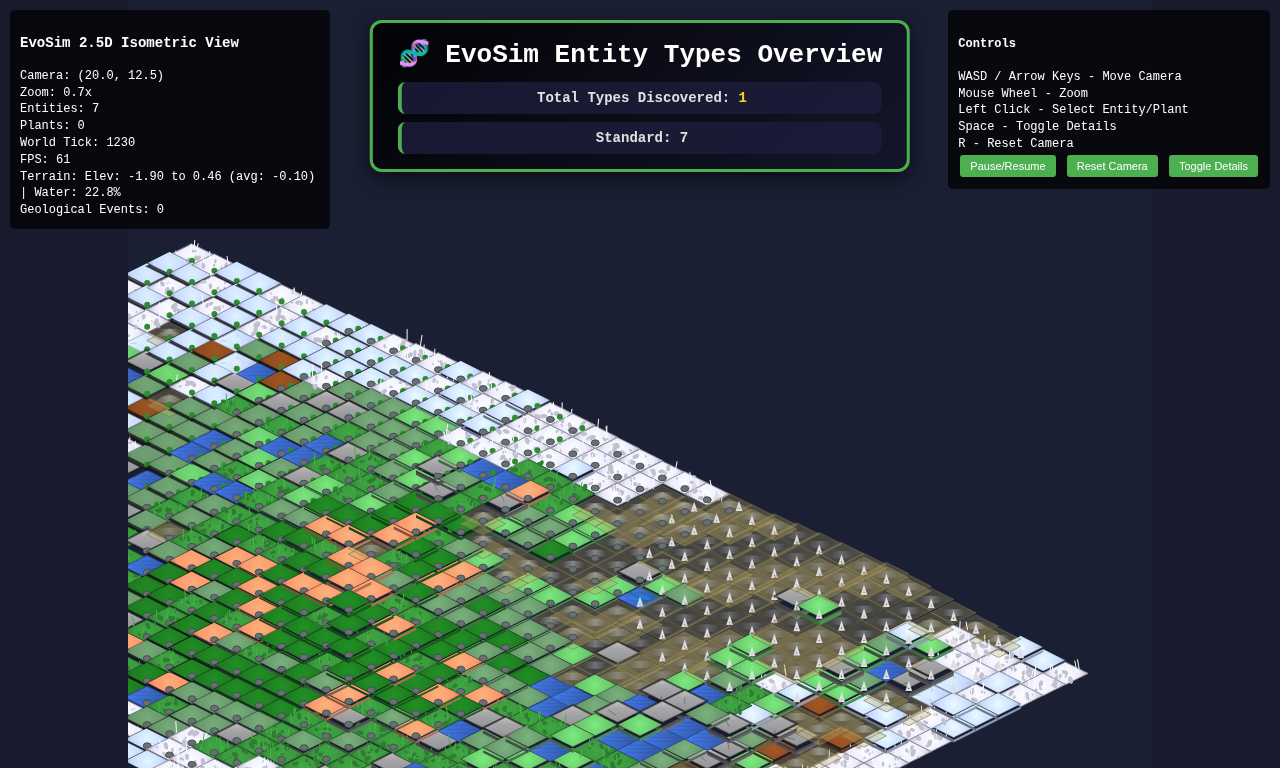 EvoSim 2.5D Isometric View
Camera: (20.0, 12.5)
Zoom: 0.7x
Entities: 7
Plants: 0
World Tick: 1230
FPS: 61
Terrain: Elev: -1.90 to 0.46 (avg: -0.10)
| Water: 22.8%
Geological Events: 0
🧬 EvoSim Entity Types Overview
Total Types Discovered: 1
Standard: 7
Controls
WASD / Arrow Keys - Move Camera
Mouse Wheel - Zoom
Left Click - Select Entity/Plant
Space - Toggle Details
R - Reset Camera
Pause/Resume Reset Camera Toggle Details